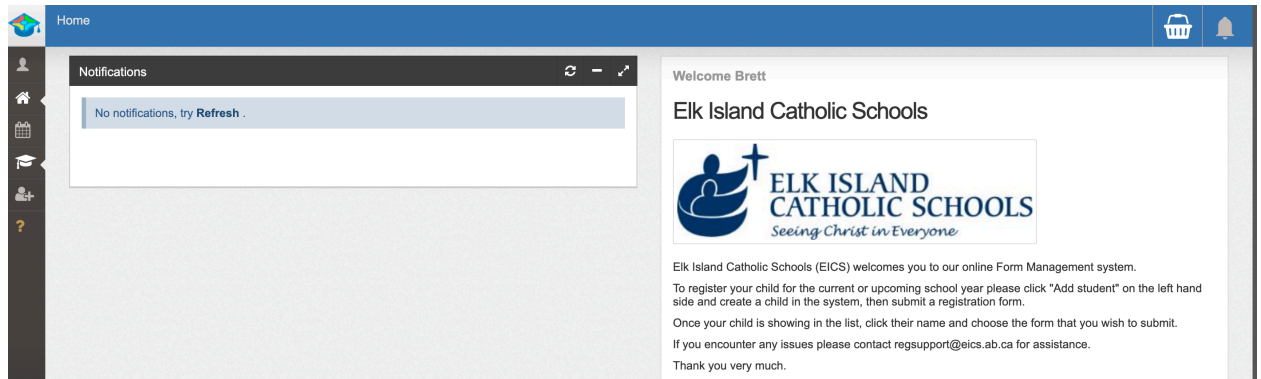 Home
Notifications
No notifications, try Refresh .
?
Welcome Brett
Elk Island Catholic Schools
ELK ISLAND
CATHOLIC SCHOOLS
Seeing Christ in Everyone
Elk Island Catholic Schools (EICS) welcomes you to our online Form Management system.
To register your child for the current or upcoming school year please click "Add student" on the left hand
side and create a child in the system, then submit a registration form.
Once your child is showing in the list, click their name and choose the form that you wish to submit.
If you encounter any issues please contact regsupport@eics.ab.ca for assistance.
Thank you very much.